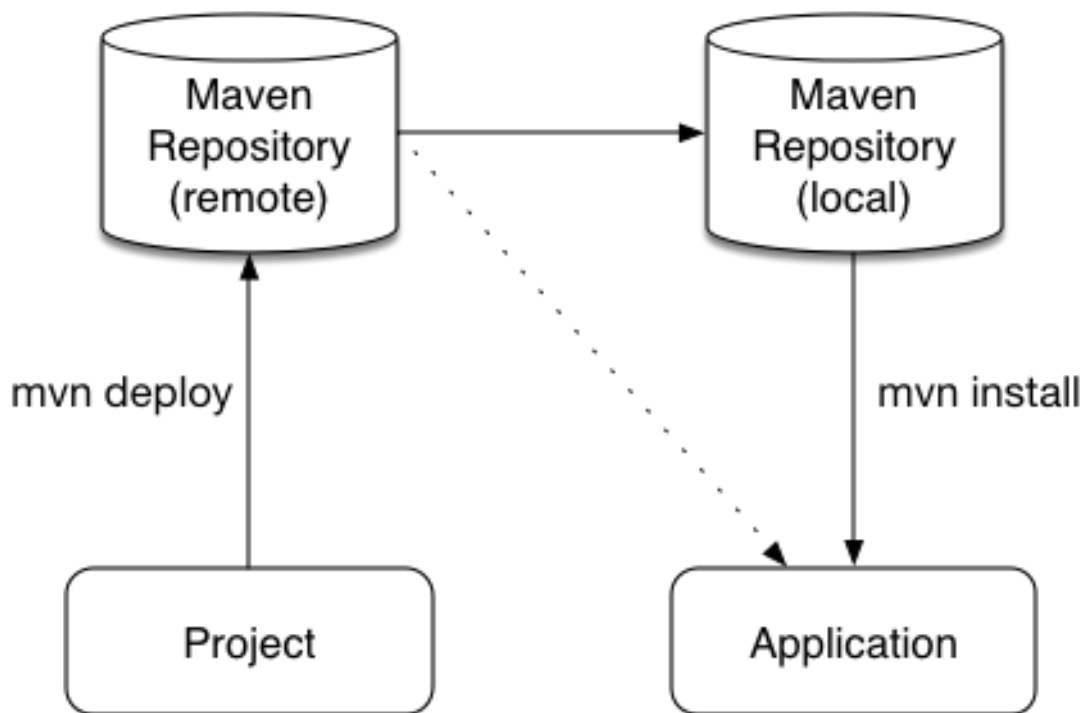 Maven
Repository
(remote)
Maven
Repository
(local)
mvn deploy
mvn install
Project
Application